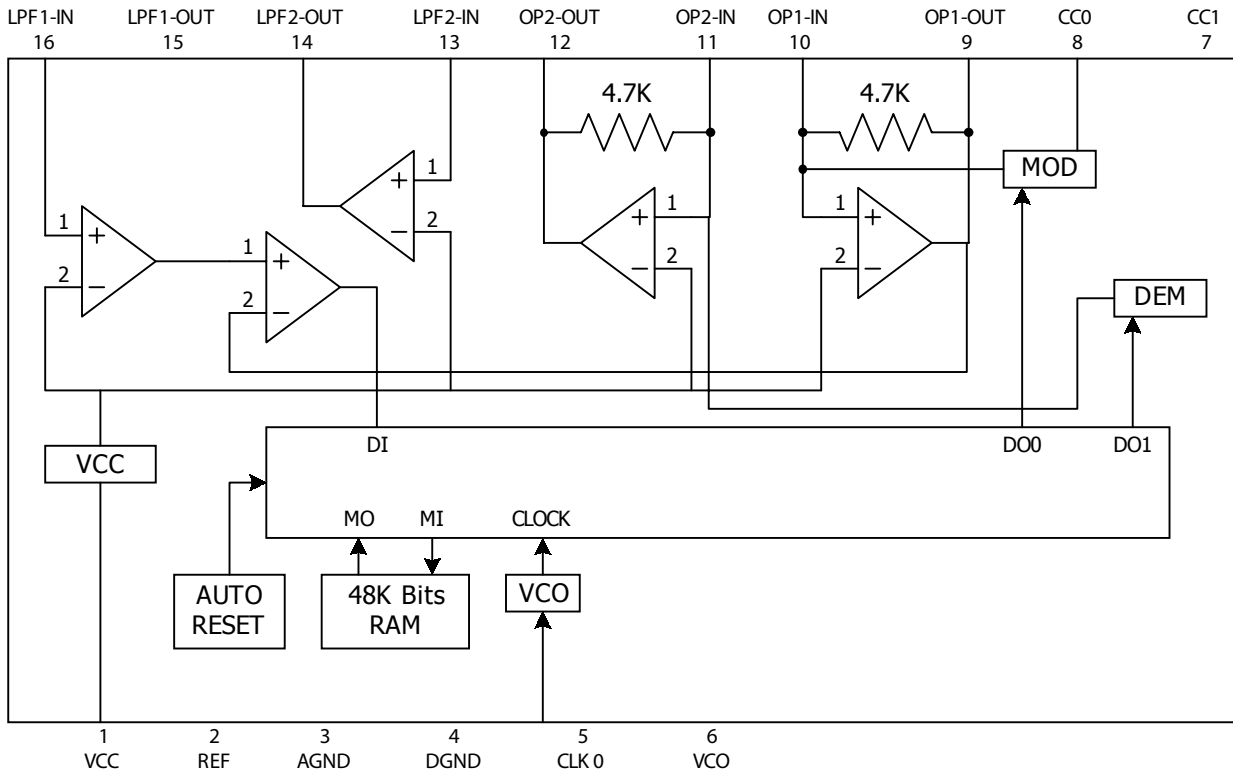 LPF1-IN LPF1-OUT LPF2-OUT LPF2-IN OP2-OUT OP2-IN OP1-IN OP1-OUT CC0 CC1
16 15 14 13 12 11 10 9 8 7
4.7K 4.7K
MOD
1 +
2 −
1 +
2 −
1 +
2 −
1 +
2 −
1 +
2 −
DEM
VCC
DI DO0 DO1
MO MI CLOCK
AUTO
RESET
48K Bits
RAM
VCO
1 2 3 4 5 6
VCC REF AGND DGND CLK 0 VCO